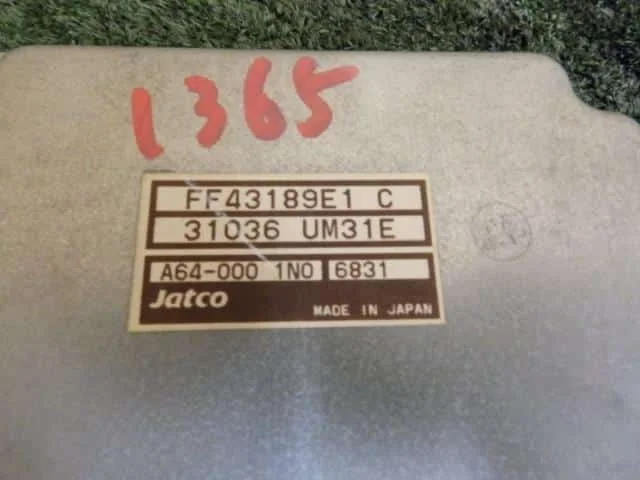 1365
FF43189E1 C
31036 UM31E
A64-000 1N0 6831
Jatco
MADE IN JAPAN